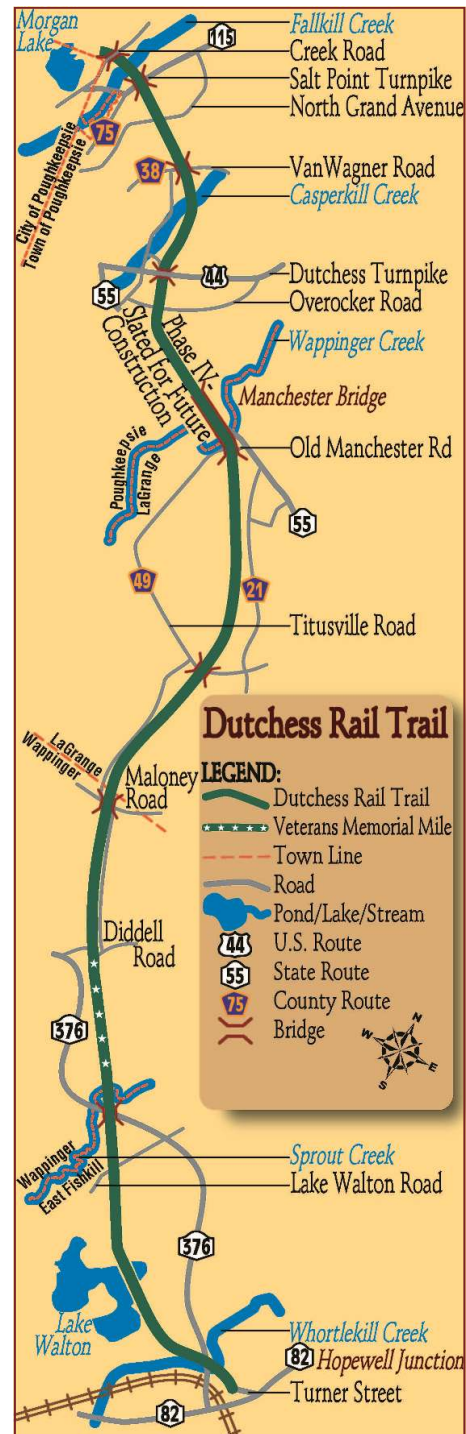 Morgan
Lake
Fallkill Creek
115
Creek Road
Salt Point Turnpike
North Grand Avenue
75
City of Poughkeepsie
Town of Poughkeepsie
38
VanWagner Road
Casperkill Creek
44
Dutchess Turnpike
55
Overocker Road
Phase IV-
Slated for Future
Construction
Wappinger Creek
Manchester Bridge
Poughkeepsie
LaGrange
Old Manchester Rd
55
49
21
Titusville Road
LaGrange
Wappinger
Maloney
Road
Dutchess Rail Trail
LEGEND:
Dutchess Rail Trail
Veterans Memorial Mile
Town Line
Road
Pond/Lake/Stream
44
U.S. Route
55
State Route
75
County Route
Bridge
N
W
E
S
Diddell
Road
376
Wappinger
East Fishkill
Sprout Creek
Lake Walton Road
376
Lake
Walton
Whortlekill Creek
82
Hopewell Junction
Turner Street
82